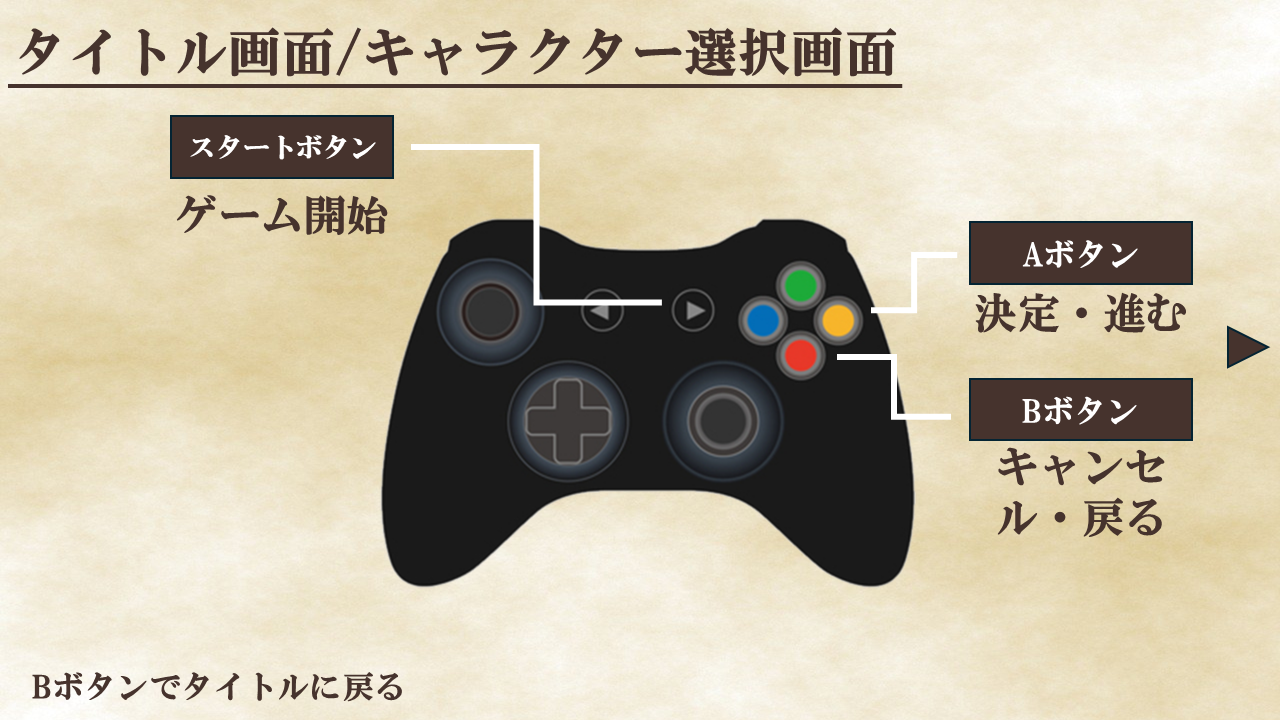 タイトル画面/キャラクター選択画面
スタートボタン
ゲーム開始
Aボタン
決定・進む
Bボタン
キャンセ
ル・戻る
Bボタンでタイトルに戻る